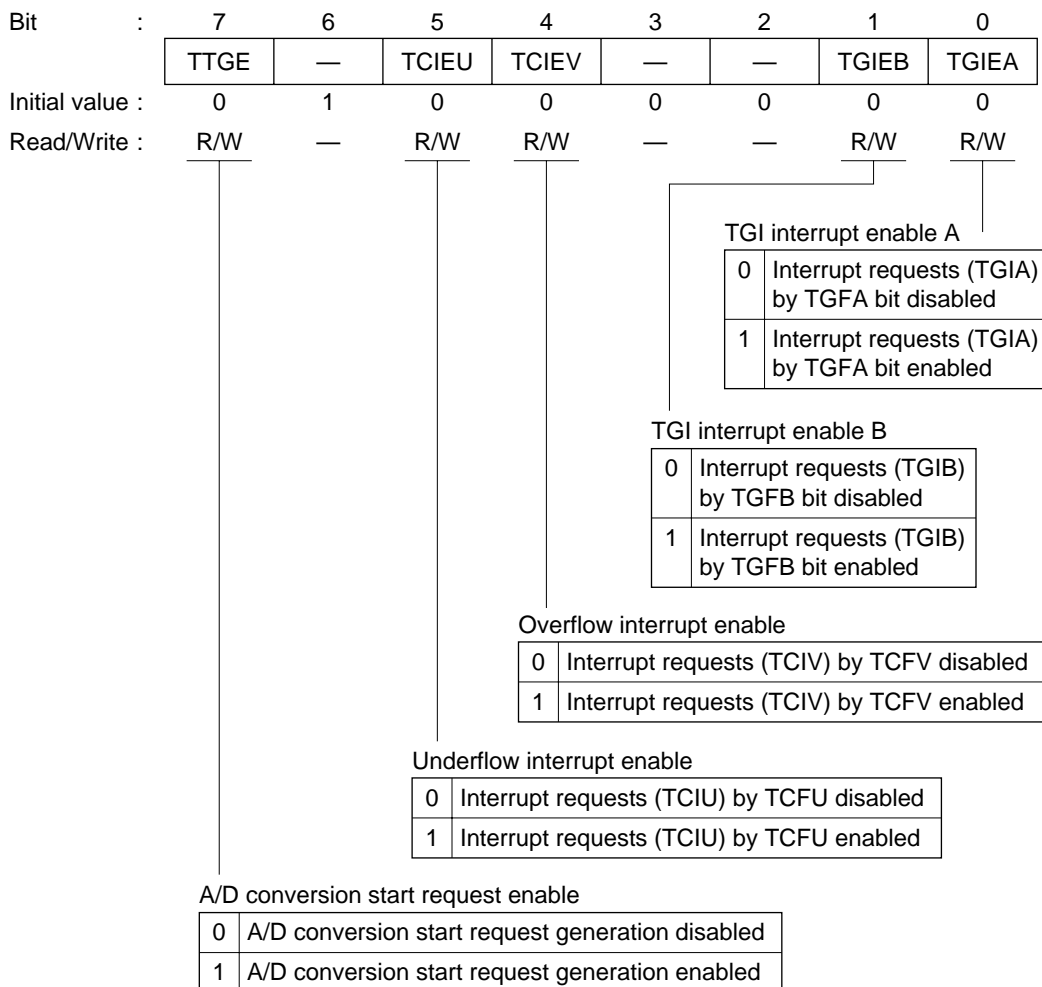 Bit : 7 6 5 4 3 2 1 0
TTGE — TCIEU TCIEV — — TGIEB TGIEA
Initial value : 0 1 0 0 0 0 0 0
Read/Write : R/W — R/W R/W — — R/W R/W
TGI interrupt enable A
0 Interrupt requests (TGIA)
by TGFA bit disabled
1 Interrupt requests (TGIA)
by TGFA bit enabled
TGI interrupt enable B
0 Interrupt requests (TGIB)
by TGFB bit disabled
1 Interrupt requests (TGIB)
by TGFB bit enabled
Overflow interrupt enable
0 Interrupt requests (TCIV) by TCFV disabled
1 Interrupt requests (TCIV) by TCFV enabled
Underflow interrupt enable
0 Interrupt requests (TCIU) by TCFU disabled
1 Interrupt requests (TCIU) by TCFU enabled
A/D conversion start request enable
0 A/D conversion start request generation disabled
1 A/D conversion start request generation enabled